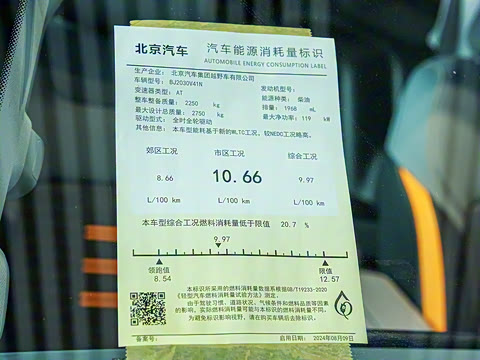 北京汽车 汽车能源消耗量标识
AUTOMOBILE ENERGY CONSUMPTION LABEL
生产企业: 北京汽车集团越野车有限公司
车辆型号: BJ2030V41N 发动机型号:
变速器类型: AT 能源种类: 柴油
整车整备质量: 2250 kg 排量: 1968 mL
最大设计总质量: 2750 kg 最大净功率: 119 kW
驱动型式: 全时全轮驱动
其他信息: 本车型能耗基于新的WLTC工况, 较NEDC工况略高。
郊区工况 市区工况 综合工况
8.66 10.66 9.97
L/100 km L/100 km L/100 km
本车型综合工况燃料消耗量低于限值 20.7 %
9.97
领跑值 限值
8.54 12.57
本标识所采用的燃料消耗量数据系根据GB/T19233-2020
《轻型汽车燃料消耗量试验方法》测定。
由于驾驶习惯、道路状况、气候条件和燃料品质等因素
的影响, 实际燃料消耗量可能与本标识的燃料消耗量不同。
为避免标识影响视野, 请在购买车辆后去除标识。
备案号: 启用日期: 2024年08月09日